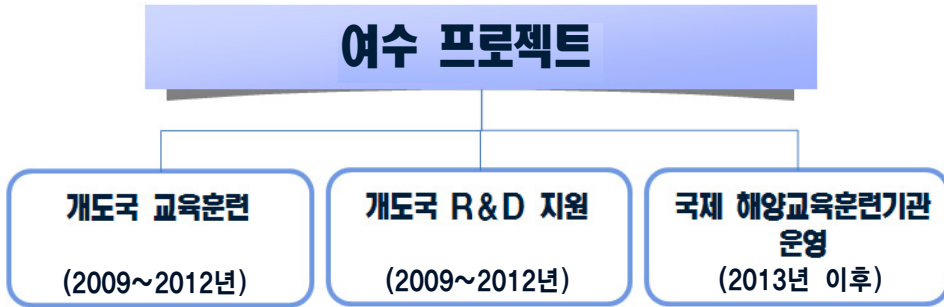 여수 프로젝트
개도국 교육훈련
(2009～2012년)
개도국 R&D 지원
(2009～2012년)
국제 해양교육훈련기관
운영
(2013년 이후)